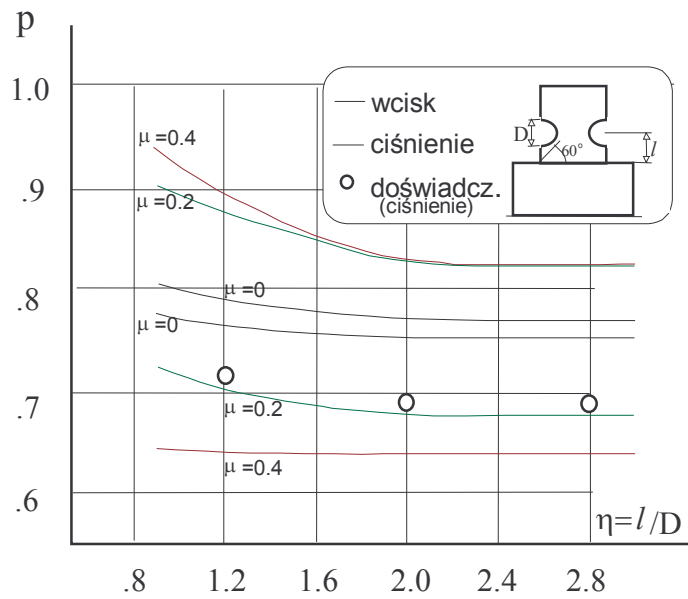 p
1.0
.9
.8
.7
.6
μ =0.4
μ =0.2
μ =0
μ =0
μ =0.2
μ =0.4
wcisk
ciśnienie
doświadcz.
(ciśnienie)
D
60°
l
η=l/D
.8 1.2 1.6 2.0 2.4 2.8